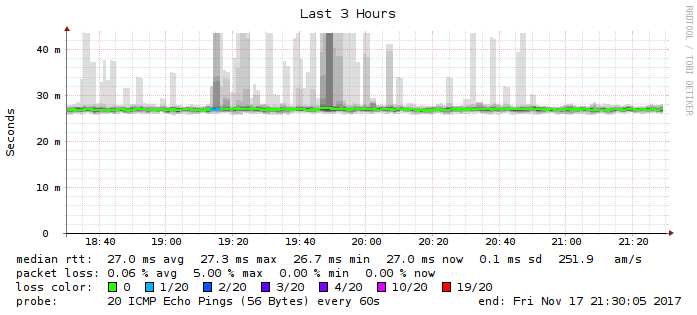 Last 3 Hours
RRDTOOL / TOBI OETIKER
Seconds
40 m
30 m
20 m
10 m
0
18:40 19:00 19:20 19:40 20:00 20:20 20:40 21:00 21:20
median rtt: 27.0 ms avg 27.3 ms max 26.7 ms min 27.0 ms now 0.1 ms sd 251.9 am/s
packet loss: 0.06 % avg 5.00 % max 0.00 % min 0.00 % now
loss color: 0 1/20 2/20 3/20 4/20 10/20 19/20
probe: 20 ICMP Echo Pings (56 Bytes) every 60s end: Fri Nov 17 21:30:05 2017